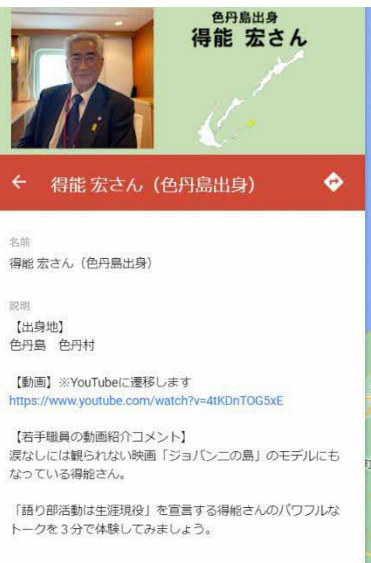 色丹島出身
得能 宏さん
得能 宏さん（色丹島出身）
名前
得能 宏さん（色丹島出身）
説明
【出身地】
色丹島　色丹村
【動画】※YouTubeに遷移します
https://www.youtube.com/watch?v=4tKDnTOG5xE
【若手職員の動画紹介コメント】
涙なしには観られない映画「ジョバンニの島」のモデルにも
なっている得能さん。
「語り部活動は生涯現役」を宣言する得能さんのパワフルな
トークを３分で体験してみましょう。